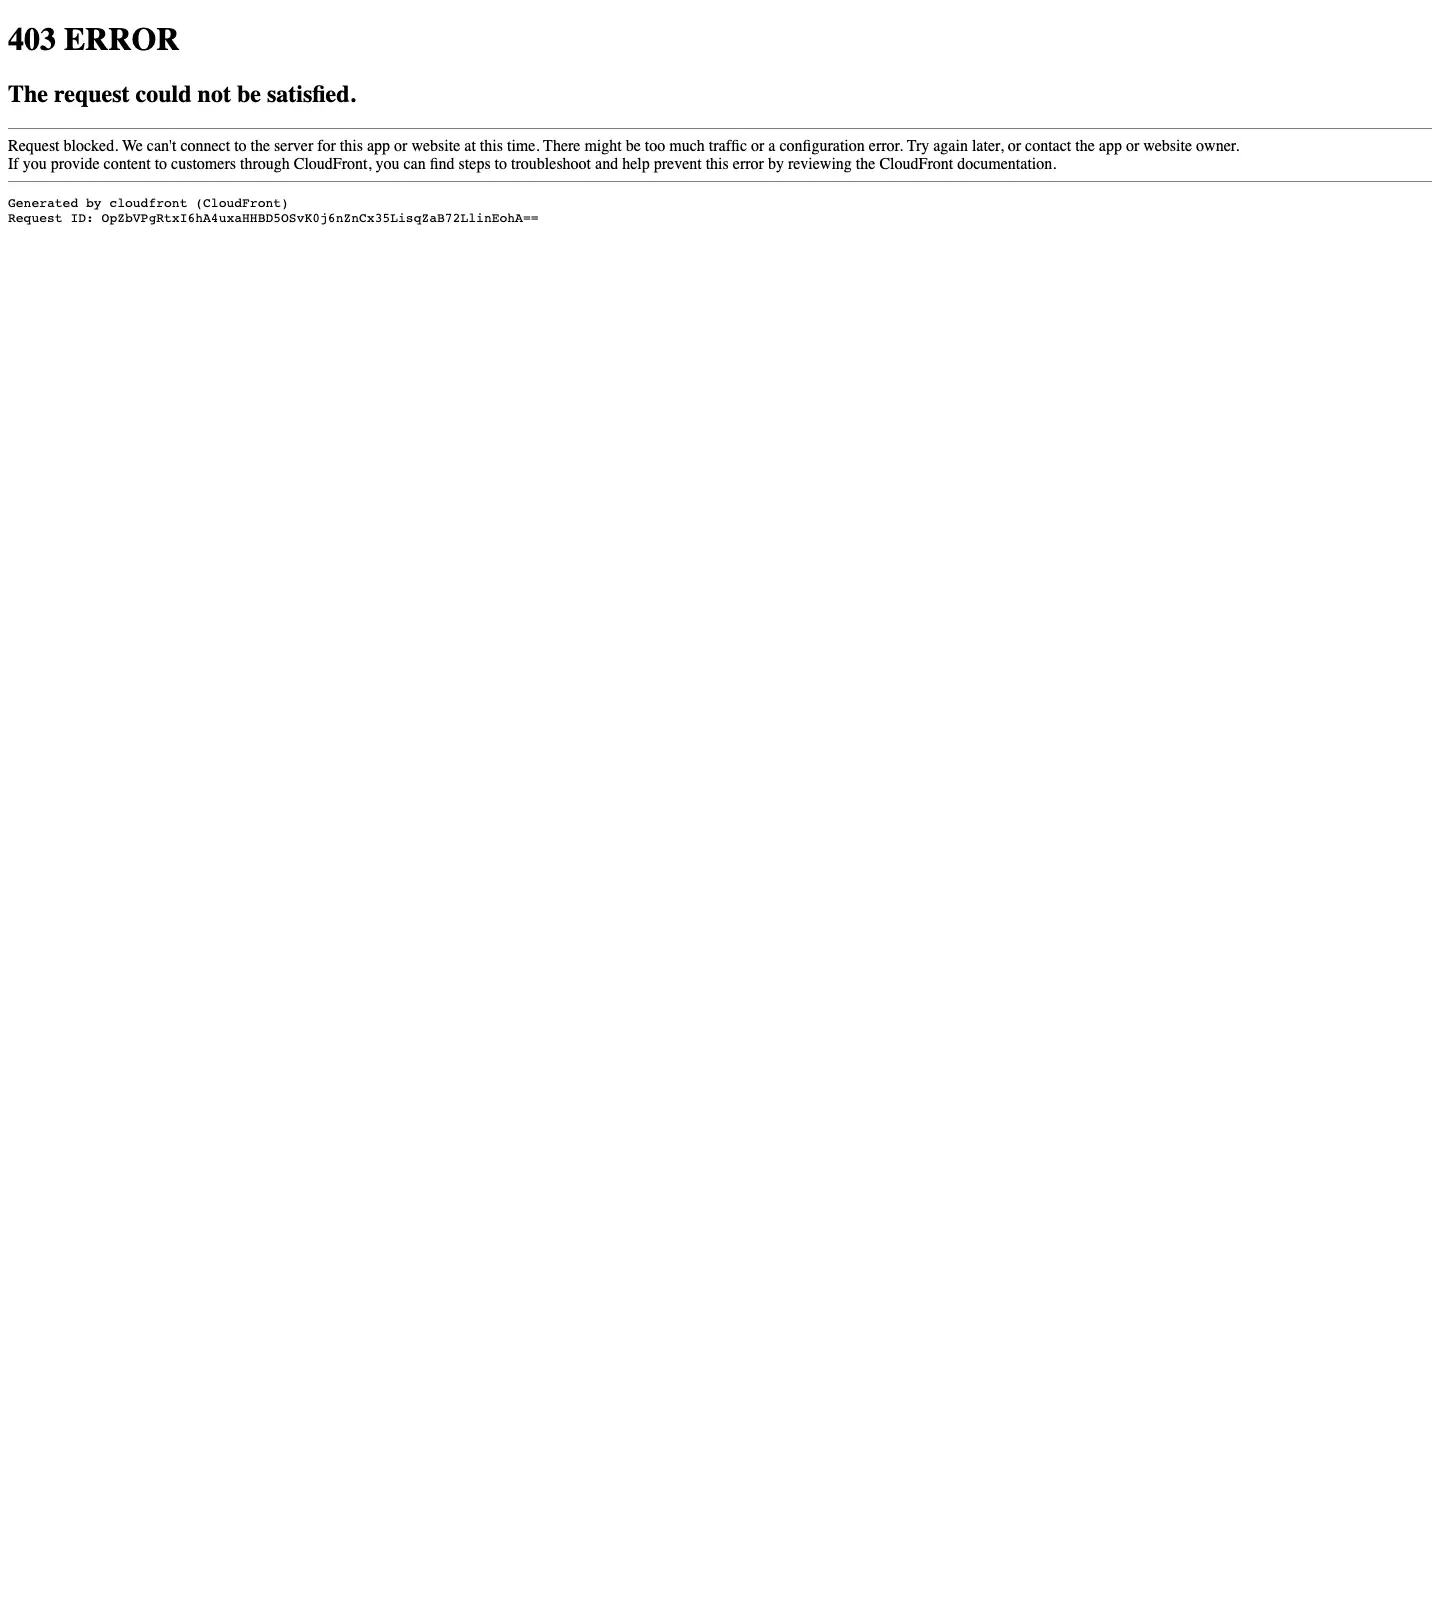 403 ERROR
The request could not be satisfied.
Request blocked. We can't connect to the server for this app or website at this time. There might be too much traffic or a configuration error. Try again later, or contact the app or website owner.
If you provide content to customers through CloudFront, you can find steps to troubleshoot and help prevent this error by reviewing the CloudFront documentation.
Generated by cloudfront (CloudFront)
Request ID: OpZbVPgRtxI6hA4uxaHHBD5OSvK0j6nZnCx35LisqZaB72LlinEohA==